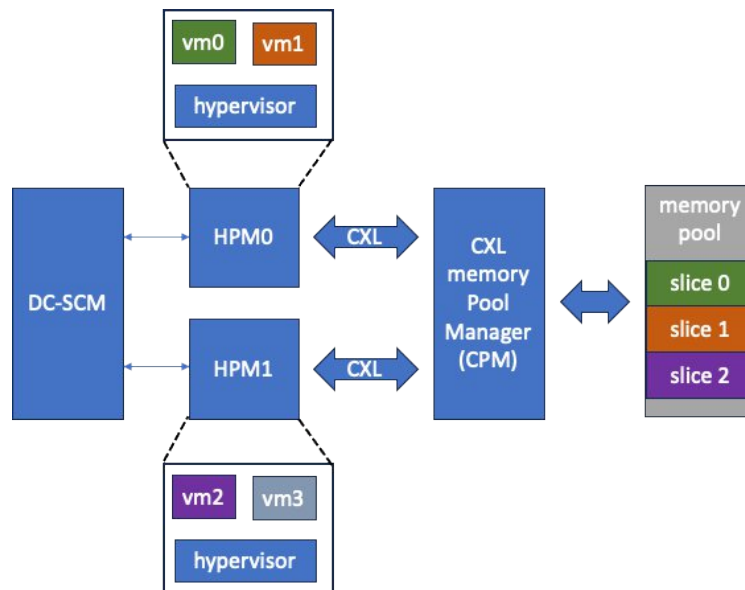 vm0
vm1
hypervisor
DC-SCM
HPM0
CXL
HPM1
CXL
CXL
memory
Pool
Manager
(CPM)
memory
pool
slice 0
slice 1
slice 2
vm2
vm3
hypervisor